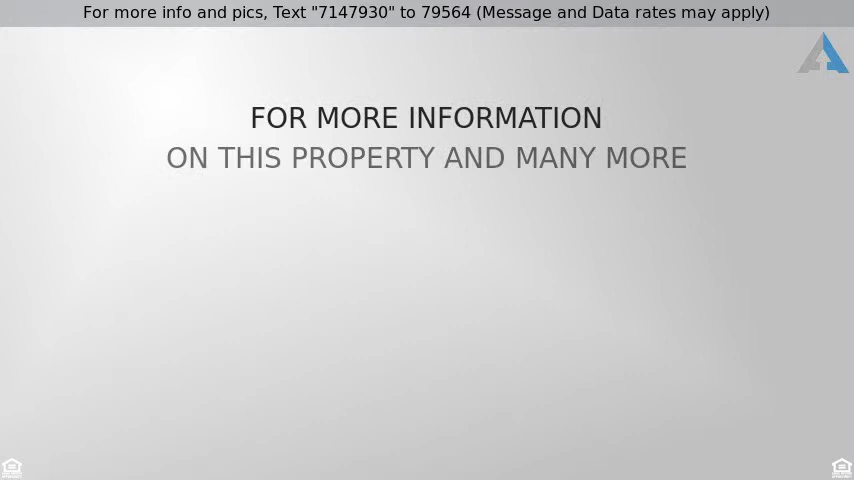 For more info and pics, Text "7147930" to 79564 (Message and Data rates may apply)
FOR MORE INFORMATION
ON THIS PROPERTY AND MANY MORE